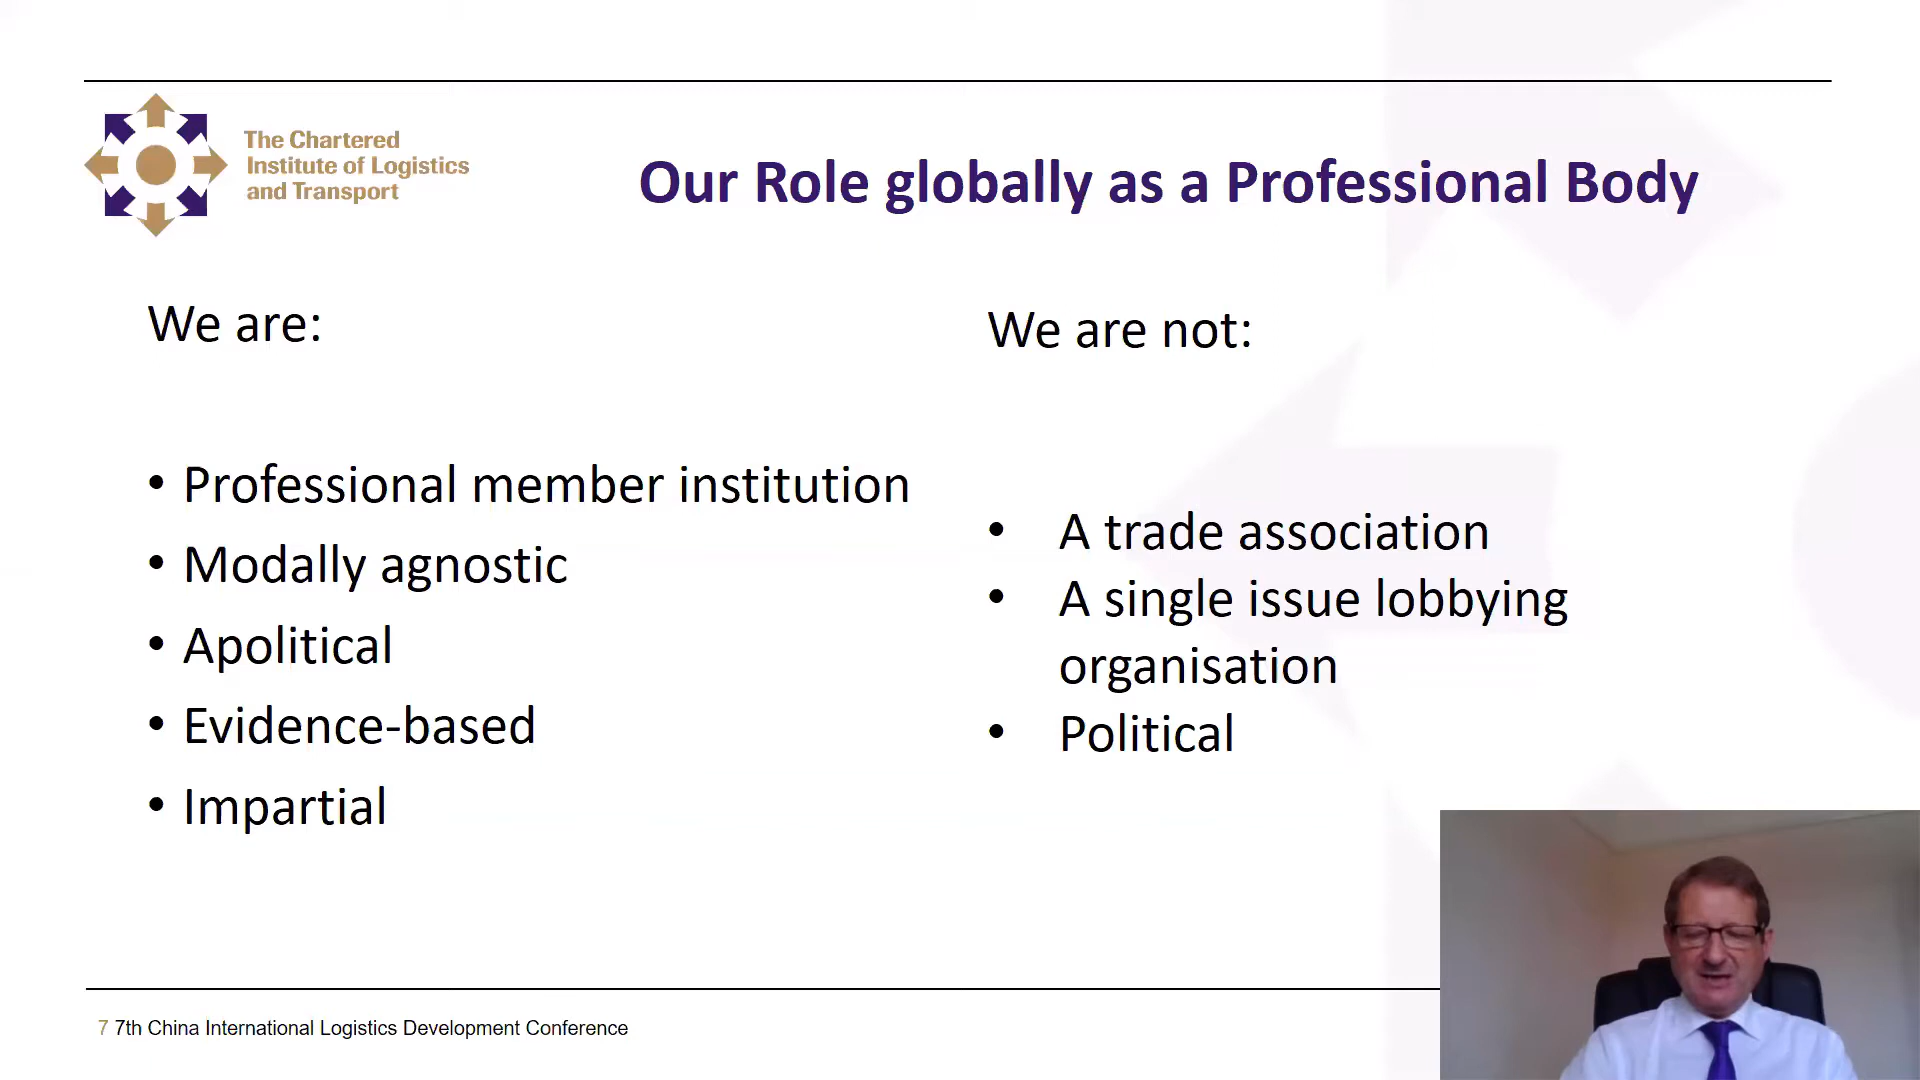 The Chartered
Institute of Logistics
and Transport
Our Role globally as a Professional Body
We are:
• Professional member institution
• Modally agnostic
• Apolitical
• Evidence-based
• Impartial
We are not:
• A trade association
• A single issue lobbying
organisation
• Political
7 7th China International Logistics Development Conference